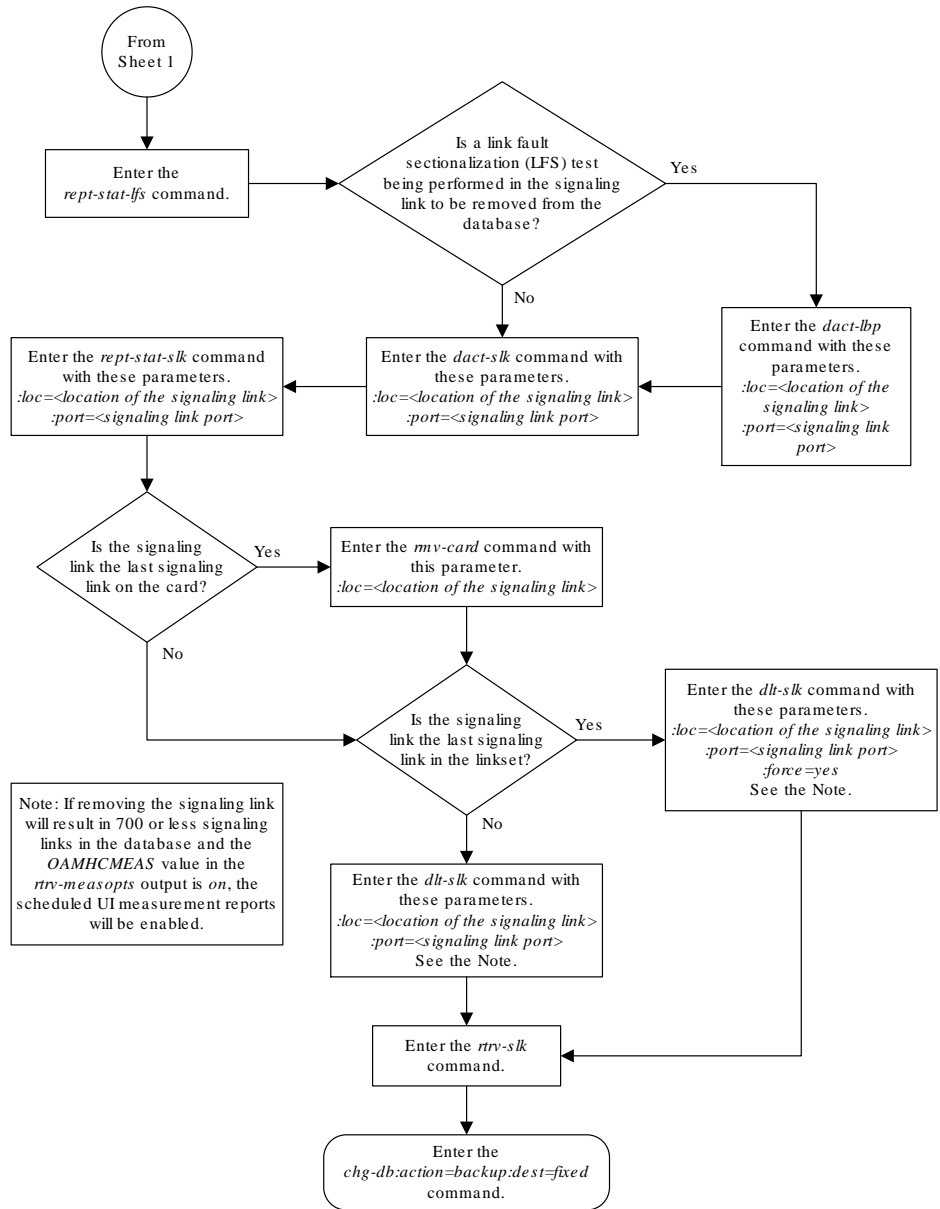 From
Sheet 1
Enter the
rept-stat-lfs command.
Is a link fault
sectionalization (LFS) test
being performed in the signaling
link to be removed from the
database?
Yes
No
Enter the dact-lbp
command with these
parameters.
:loc=<location of the
signaling link>
:port=<signaling link
port>
Enter the dact-slk command with
these parameters.
:loc=<location of the signaling link>
:port=<signaling link port>
Enter the rept-stat-slk command
with these parameters.
:loc=<location of the signaling link>
:port=<signaling link port>
Is the signaling
link the last signaling
link on the card?
Yes
No
Enter the rmv-card command with
this parameter.
:loc=<location of the signaling link>
Is the signaling
link the last signaling
link in the linkset?
Yes
No
Enter the dlt-slk command with
these parameters.
:loc=<location of the signaling link>
:port=<signaling link port>
:force=yes
See the Note.
Note: If removing the signaling link
will result in 700 or less signaling
links in the database and the
OAMHCMEAS value in the
rtrv-measopts output is on, the
scheduled UI measurement reports
will be enabled.
Enter the dlt-slk command with
these parameters.
:loc=<location of the signaling link>
:port=<signaling link port>
See the Note.
Enter the rtrv-slk
command.
Enter the
chg-db:action=backup:dest=fixed
command.